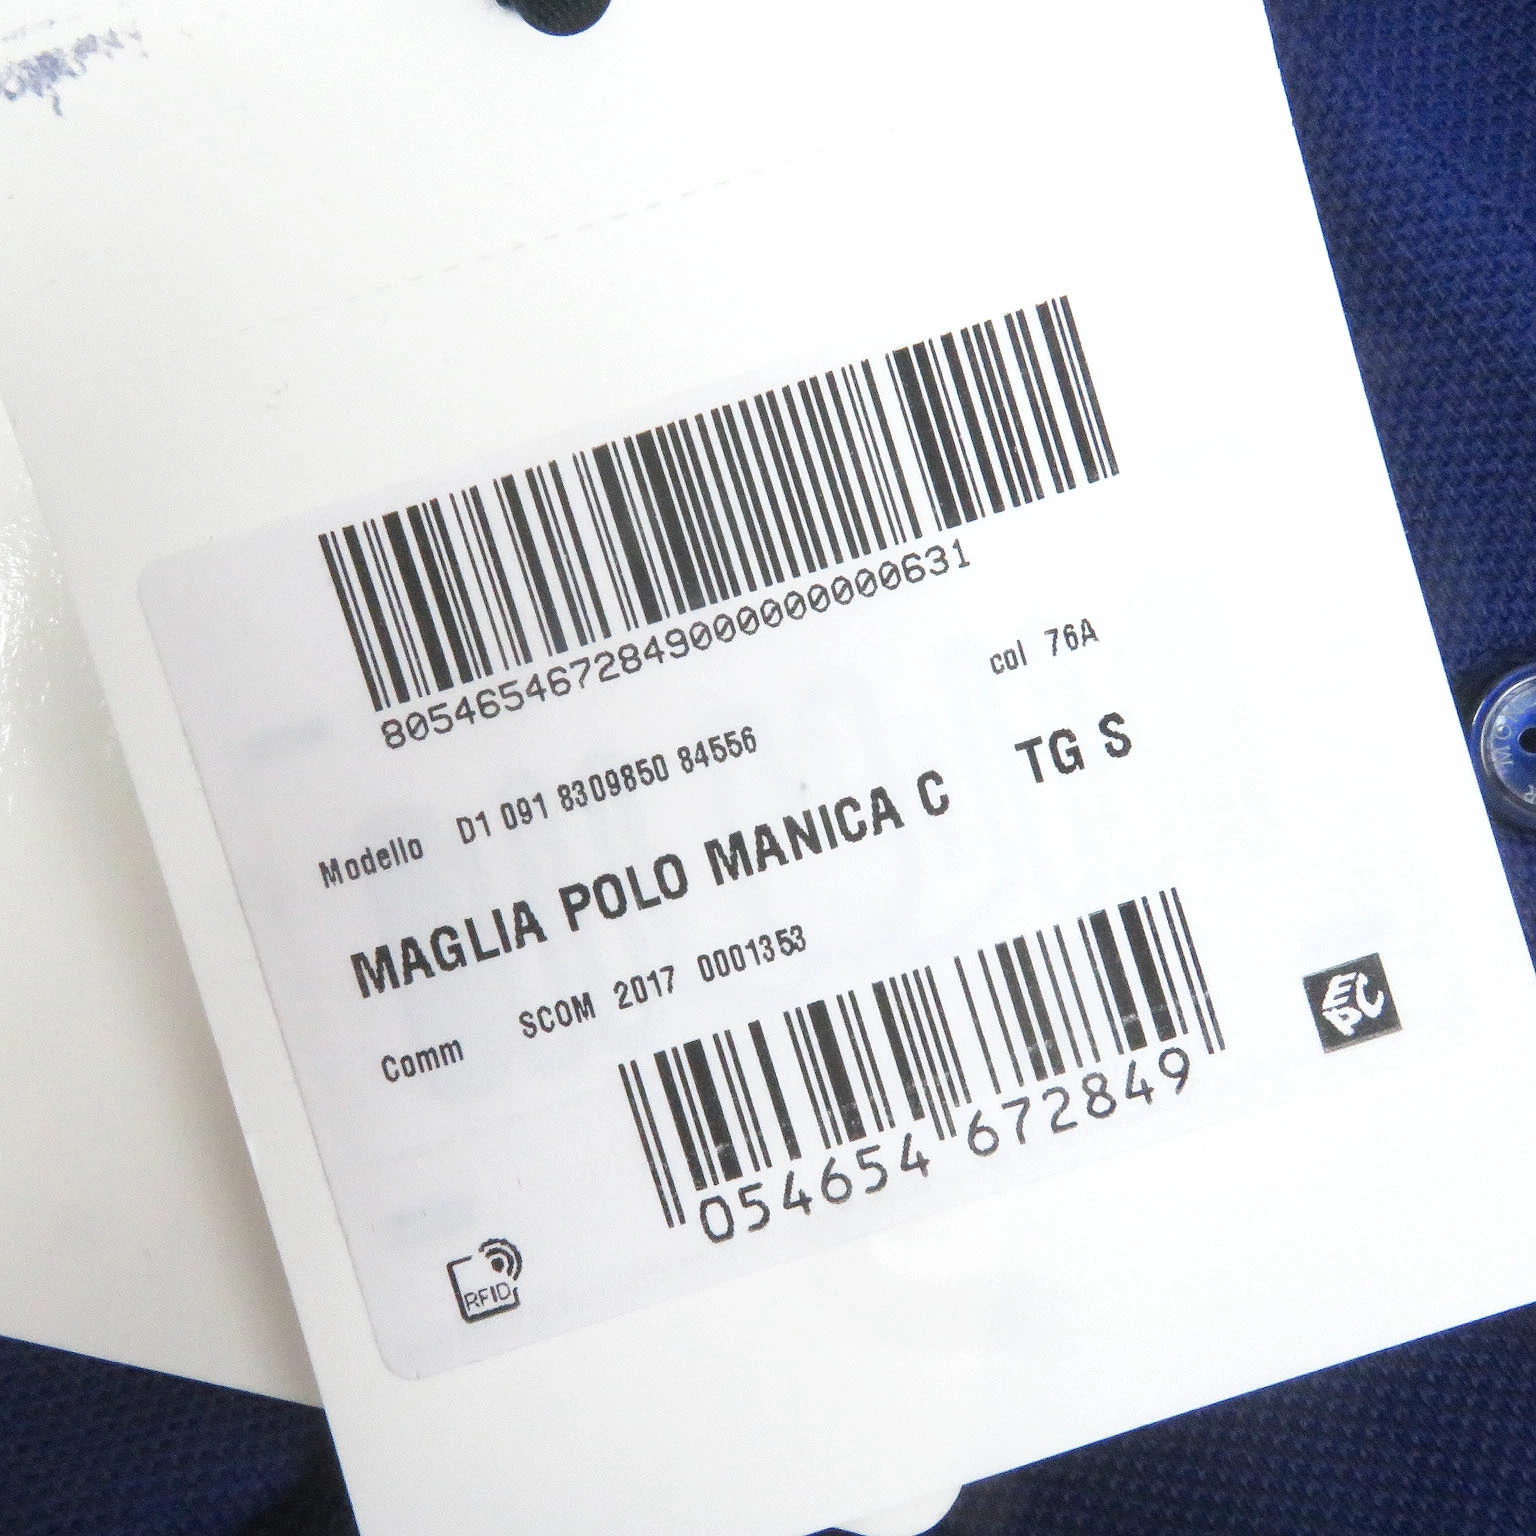 8054654672849000000000631
col 76A
Modello D1 091 8309850 84556
MAGLIA POLO MANICA C TG S
Comm SCOM 2017 0001353
054654 672849
RFID
EPC